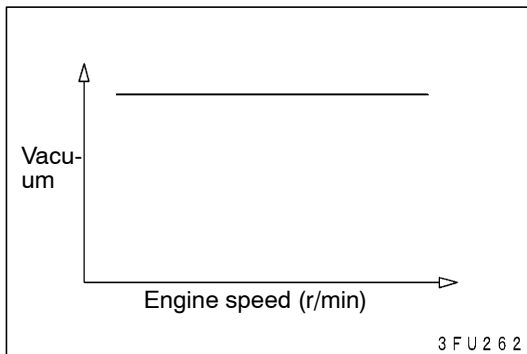 Vacu-
um
Engine speed (r/min)
3FU262